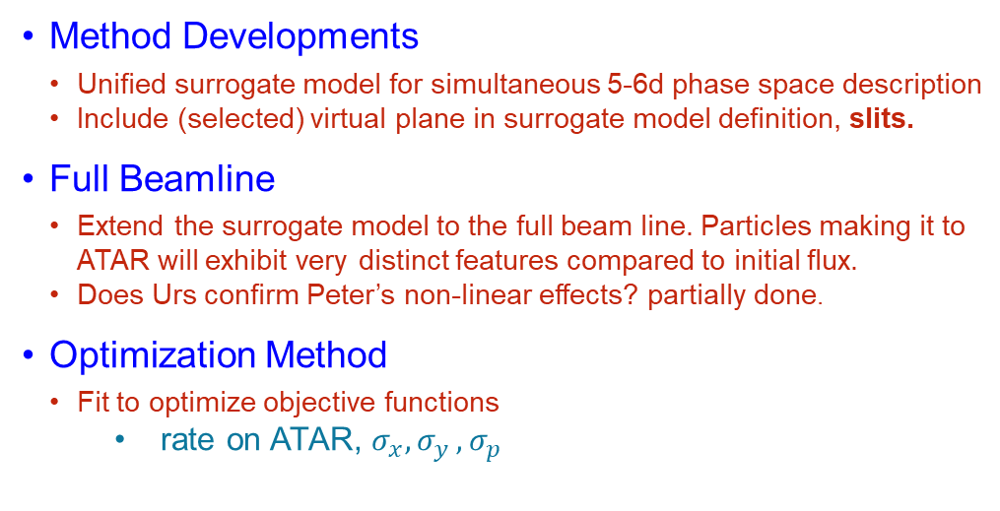 • Method Developments
• Unified surrogate model for simultaneous 5-6d phase space description
• Include (selected) virtual plane in surrogate model definition, slits.
• Full Beamline
• Extend the surrogate model to the full beam line. Particles making it to
ATAR will exhibit very distinct features compared to initial flux.
• Does Urs confirm Peter’s non-linear effects? partially done.
• Optimization Method
• Fit to optimize objective functions
• rate on ATAR, σₓ, σ_y , σ_p